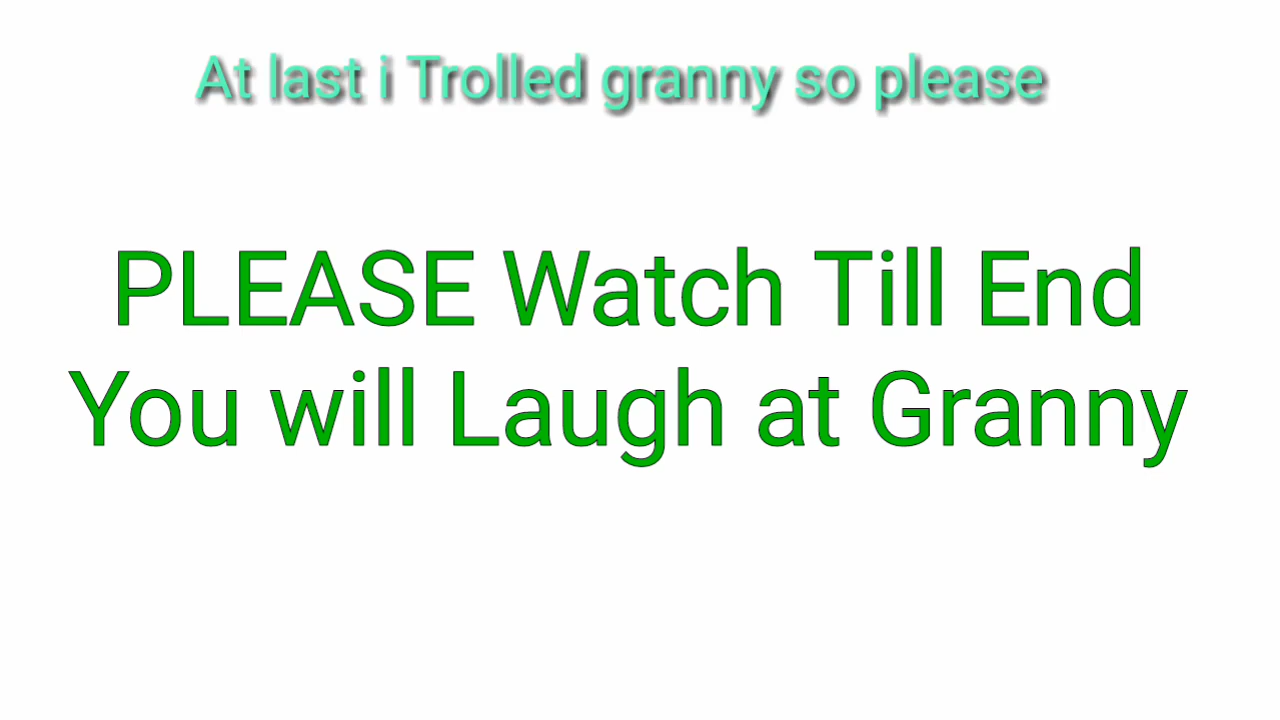 At last i Trolled granny so please
PLEASE Watch Till End
You will Laugh at Granny